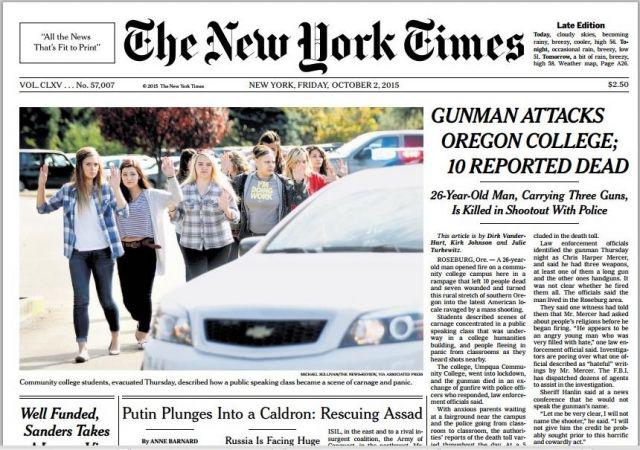 "All the News
That's Fit to Print"
The New York Times
Late Edition
Today, cloudy skies, becoming
rainy, breezy, cooler, high 56. To-
night, occasional rain, breezy, low
51. Tomorrow, a bit of rain, breezy,
high 58. Weather map, Page A26.
VOL. CLXV . . . No. 57,007
© 2015 The New York Times
NEW YORK, FRIDAY, OCTOBER 2, 2015
$2.50
I'M
DOING
WORK
MICHAEL SULLIVAN/THE NEWS-REVIEW, VIA ASSOCIATED PRESS
Community college students, evacuated Thursday, described how a public speaking class became a scene of carnage and panic.
GUNMAN ATTACKS
OREGON COLLEGE;
10 REPORTED DEAD
26-Year-Old Man, Carrying Three Guns,
Is Killed in Shootout With Police
This article is by Dirk Vander-
Hart, Kirk Johnson and Julie
Turkewitz.
ROSEBURG, Ore. — A 26-year-
old man opened fire on a commu-
nity college campus here in a
rampage that left 10 people dead
and seven wounded and turned
this rural stretch of southern Ore-
gon into the latest American lo-
cale ravaged by a mass shooting.
Students described scenes of
carnage concentrated in a public
speaking class that was under-
way in a college humanities
building, and people fleeing in
panic from classrooms as they
heard shots nearby.
The college, Umpqua Commu-
nity College, went into lockdown,
and the gunman died in an ex-
change of gunfire with police offi-
cers who responded, law enforce-
ment officials said.
With anxious parents waiting
at a fairground near the campus
and the police going from class-
room to classroom, the authori-
ties' reports of the death toll var-
ied throughout the day. At a 5
cluded in the death toll.
Law enforcement officials
identified the gunman Thursday
night as Chris Harper Mercer,
and said he had three weapons,
at least one of them a long gun
and the other ones handguns. It
was not clear whether he fired
them all. The officials said the
man lived in the Roseburg area.
They said one witness had told
them that Mr. Mercer had asked
about people's religions before he
began firing. "He appears to be
an angry young man who was
very filled with hate," one law en-
forcement official said. Investiga-
tors are poring over what one of-
ficial described as "hateful" writ-
ings by Mr. Mercer. The F.B.I.
has dispatched dozens of agents
to assist in the investigation.
Sheriff Hanlin said at a news
conference that he would not
speak the gunman's name.
"Let me be very clear, I will not
name the shooter," he said. "I will
not give him the credit he prob-
ably sought prior to this horrific
and cowardly act."
Well Funded,
Sanders Takes
Putin Plunges Into a Caldron: Rescuing Assad
By ANNE BARNARD
Russia Is Facing Huge
ISIL, in the east and to a rival in-
surgent coalition, the Army of